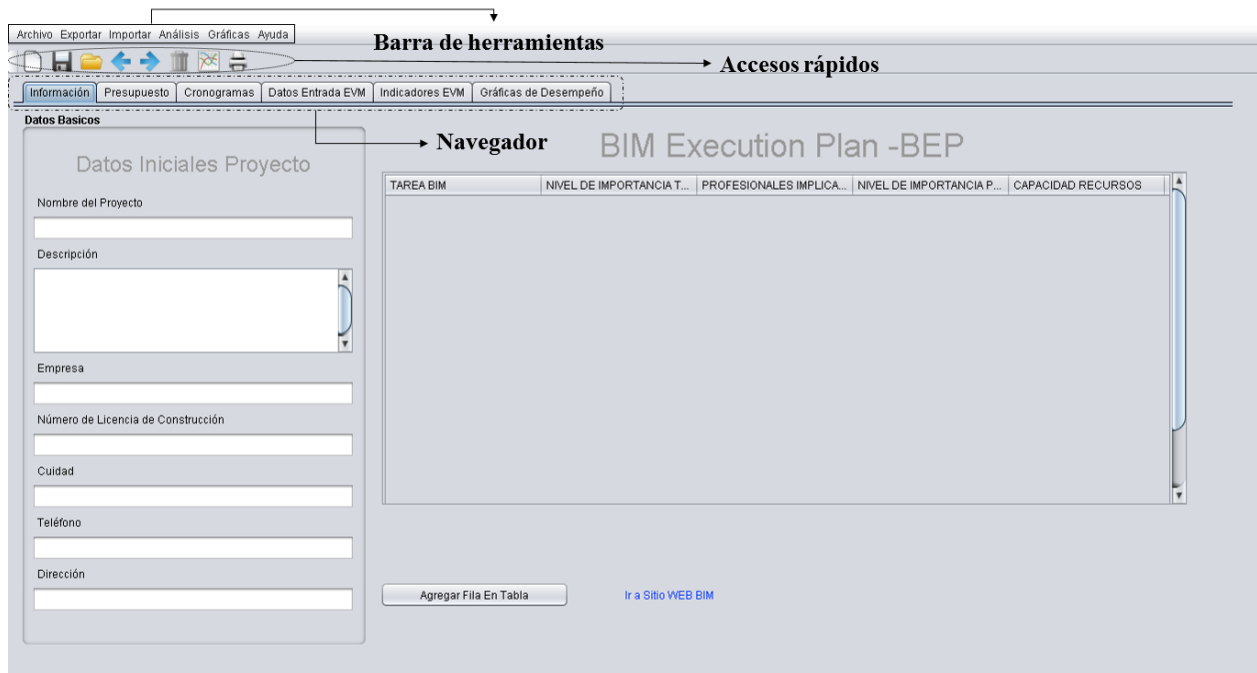 Archivo Exportar Importar Análisis Gráficas Ayuda
Barra de herramientas
Accesos rápidos
Información Presupuesto Cronogramas Datos Entrada EVM Indicadores EVM Gráficas de Desempeño
Datos Basicos
Navegador
BIM Execution Plan -BEP
Datos Iniciales Proyecto
TAREA BIM NIVEL DE IMPORTANCIA T... PROFESIONALES IMPLICA... NIVEL DE IMPORTANCIA P... CAPACIDAD RECURSOS
Nombre del Proyecto
Descripción
Empresa
Número de Licencia de Construcción
Cuidad
Teléfono
Dirección
Agregar Fila En Tabla
Ir a Sitio WEB BIM